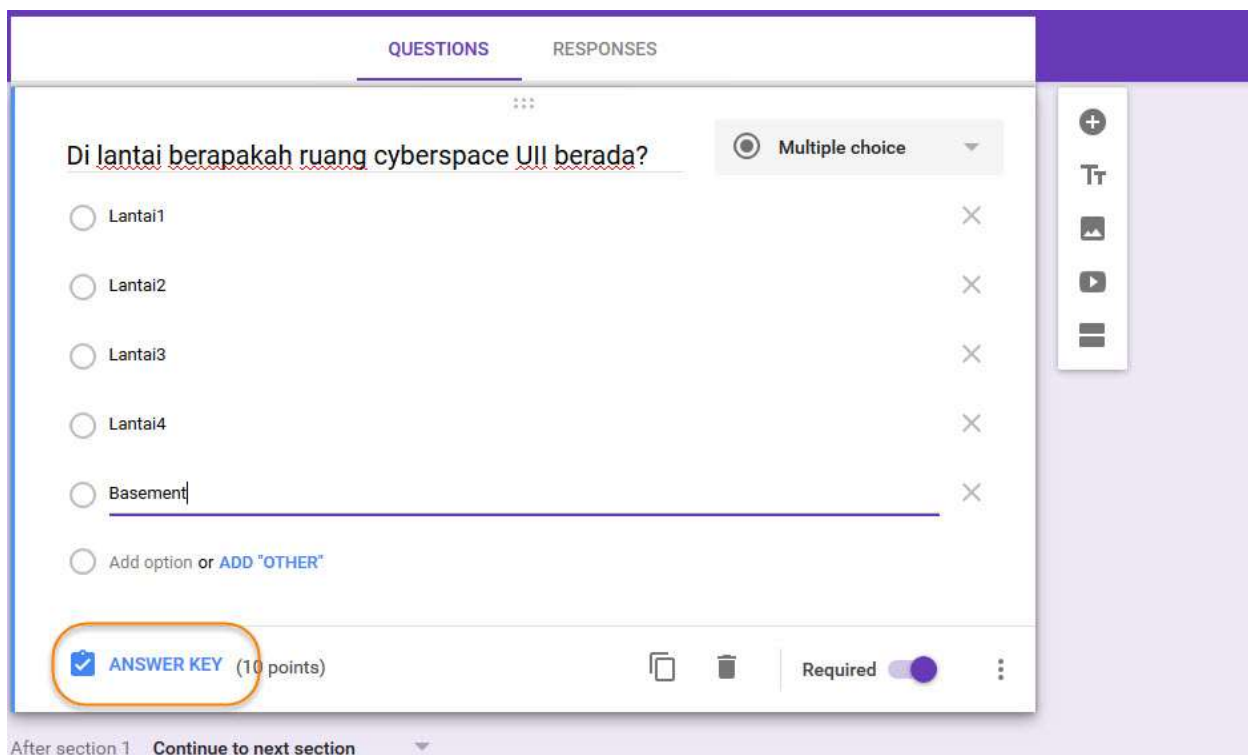 QUESTIONS RESPONSES
Di lantai berapakah ruang cyberspace UII berada? Multiple choice
Lantai1
Lantai2
Lantai3
Lantai4
Basement
Add option or ADD "OTHER"
ANSWER KEY (10 points) Required
After section 1 Continue to next section